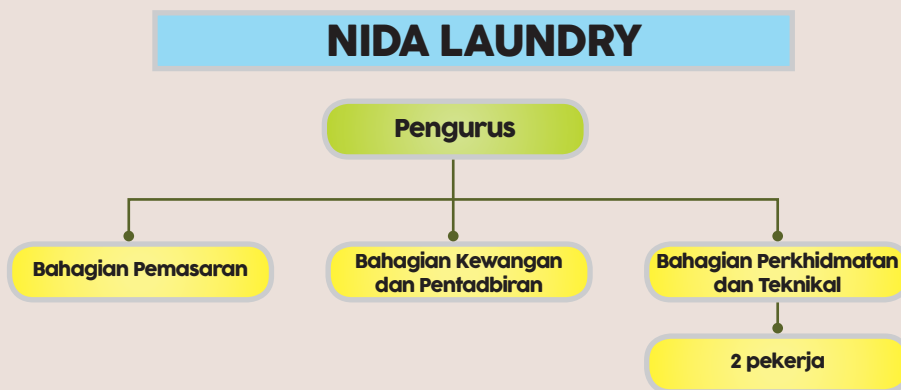 NIDA LAUNDRY
Pengurus
Bahagian Pemasaran
Bahagian Kewangan
dan Pentadbiran
Bahagian Perkhidmatan
dan Teknikal
2 pekerja